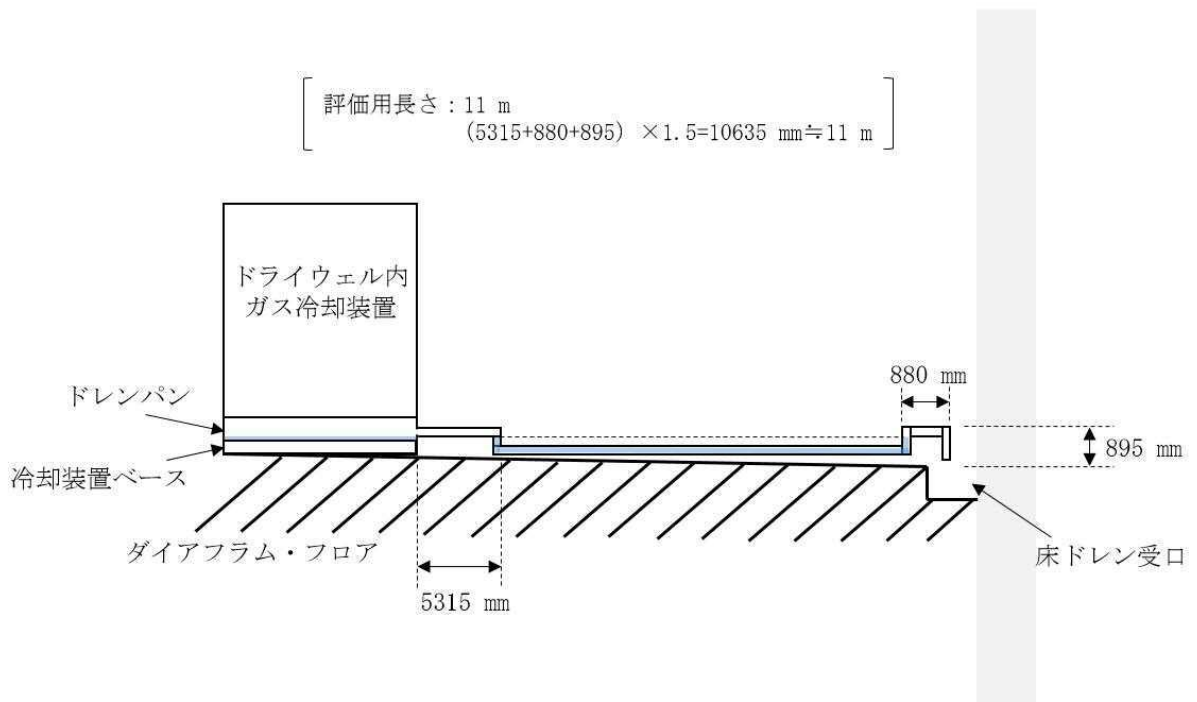 評価用長さ：11 m
(5315+880+895) ×1.5=10635 mm≒11 m
ドライウェル内
ガス冷却装置
880 mm
ドレンパン
895 mm
冷却装置ベース
ダイアフラム・フロア
床ドレン受口
5315 mm